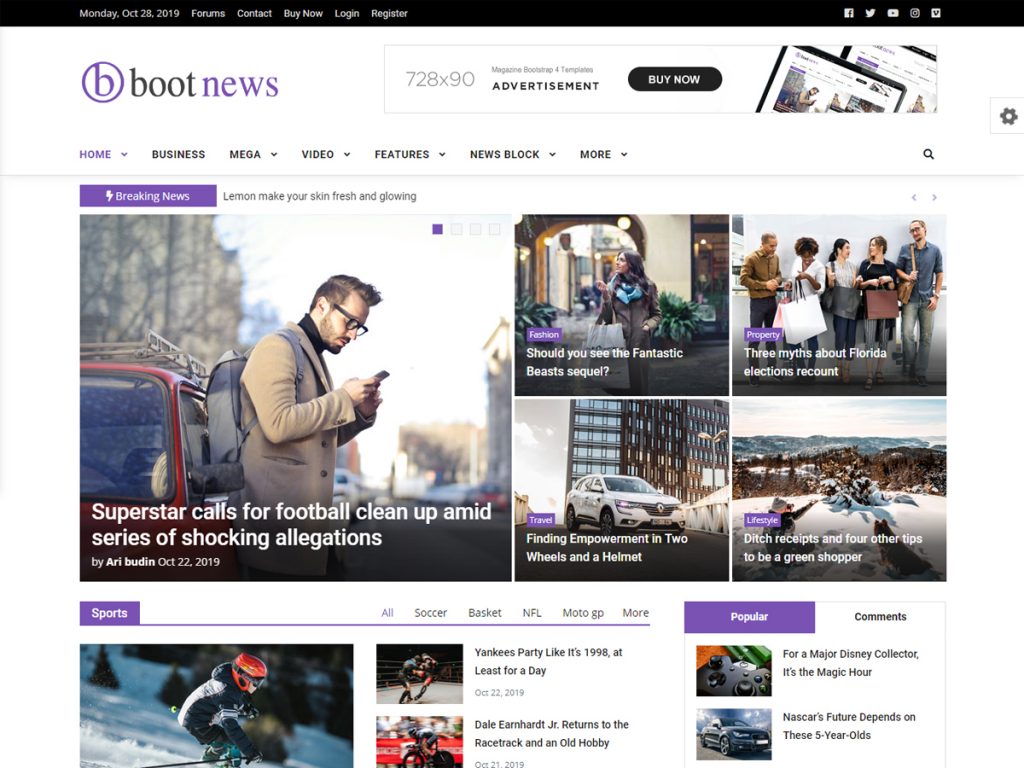 Monday, Oct 28, 2019 Forums Contact Buy Now Login Register
b bootnews
728x90
Magazine Bootstrap 4 Templates
ADVERTISEMENT
BUY NOW
HOME BUSINESS MEGA VIDEO FEATURES NEWS BLOCK MORE
Breaking News Lemon make your skin fresh and glowing
Superstar calls for football clean up amid
series of shocking allegations
by Ari budin Oct 22, 2019
Fashion
Should you see the Fantastic
Beasts sequel?
Property
Three myths about Florida
elections recount
Travel
Finding Empowerment in Two
Wheels and a Helmet
Lifestyle
Ditch receipts and four other tips
to be a green shopper
Sports All Soccer Basket NFL Moto gp More
Yankees Party Like It's 1998, at
Least for a Day
Oct 22, 2019
Dale Earnhardt Jr. Returns to the
Racetrack and an Old Hobby
Oct 21, 2019
Popular Comments
For a Major Disney Collector,
It's the Magic Hour
Nascar's Future Depends on
These 5-Year-Olds